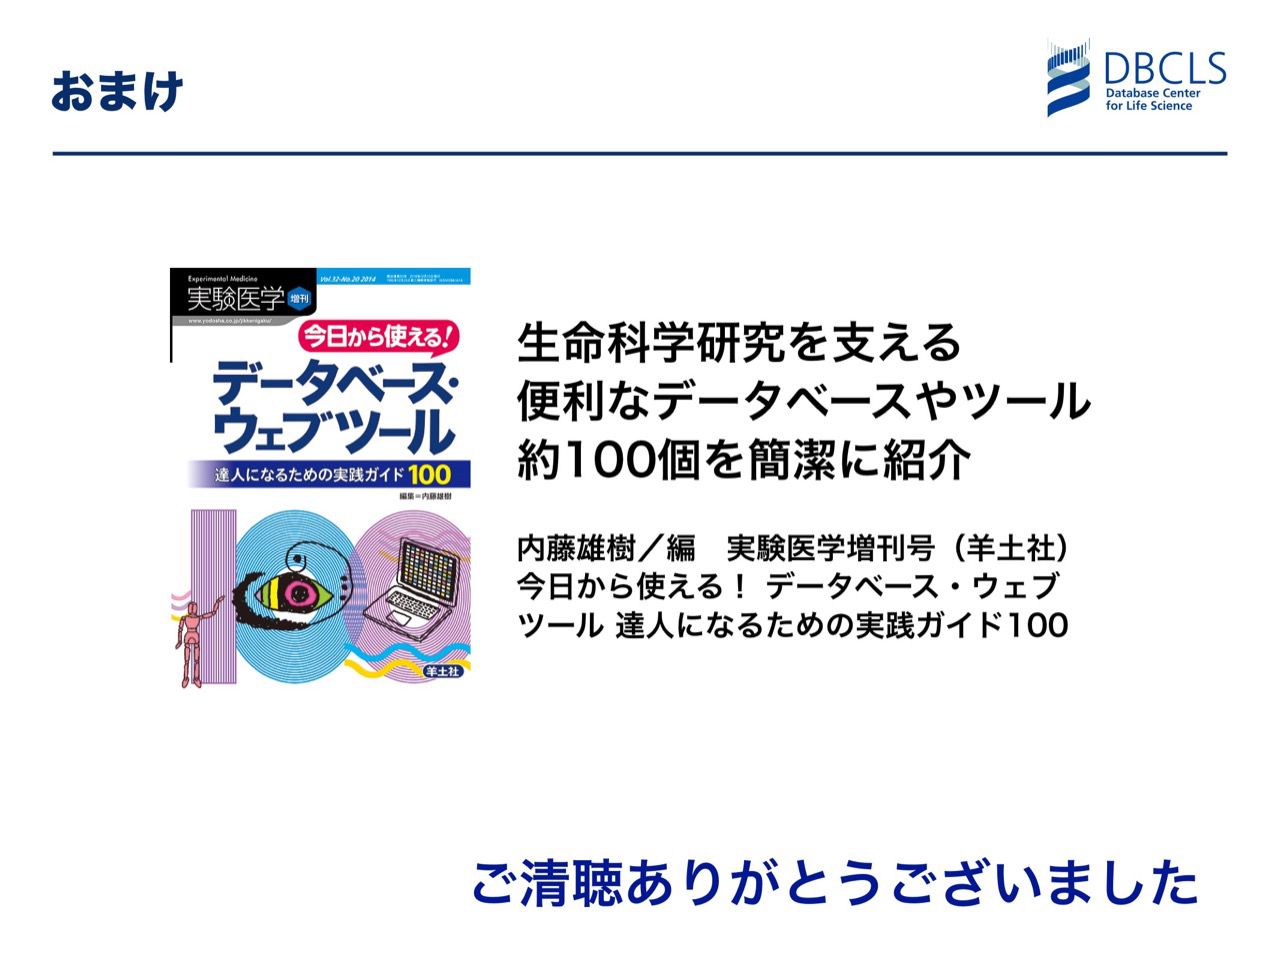 おまけ
DBCLS
Database Center
for Life Science
Experimental Medicine
Vol.32-No.20 2014
実験医学 増刊
www.yodosha.co.jp/jikkenigaku/
今日から使える!
データベース・
ウェブツール
達人になるための実践ガイド100
編集=内藤雄樹
羊土社
生命科学研究を支える
便利なデータベースやツール
約100個を簡潔に紹介
内藤雄樹／編　実験医学増刊号（羊土社）
今日から使える！ データベース・ウェブ
ツール 達人になるための実践ガイド100
ご清聴ありがとうございました